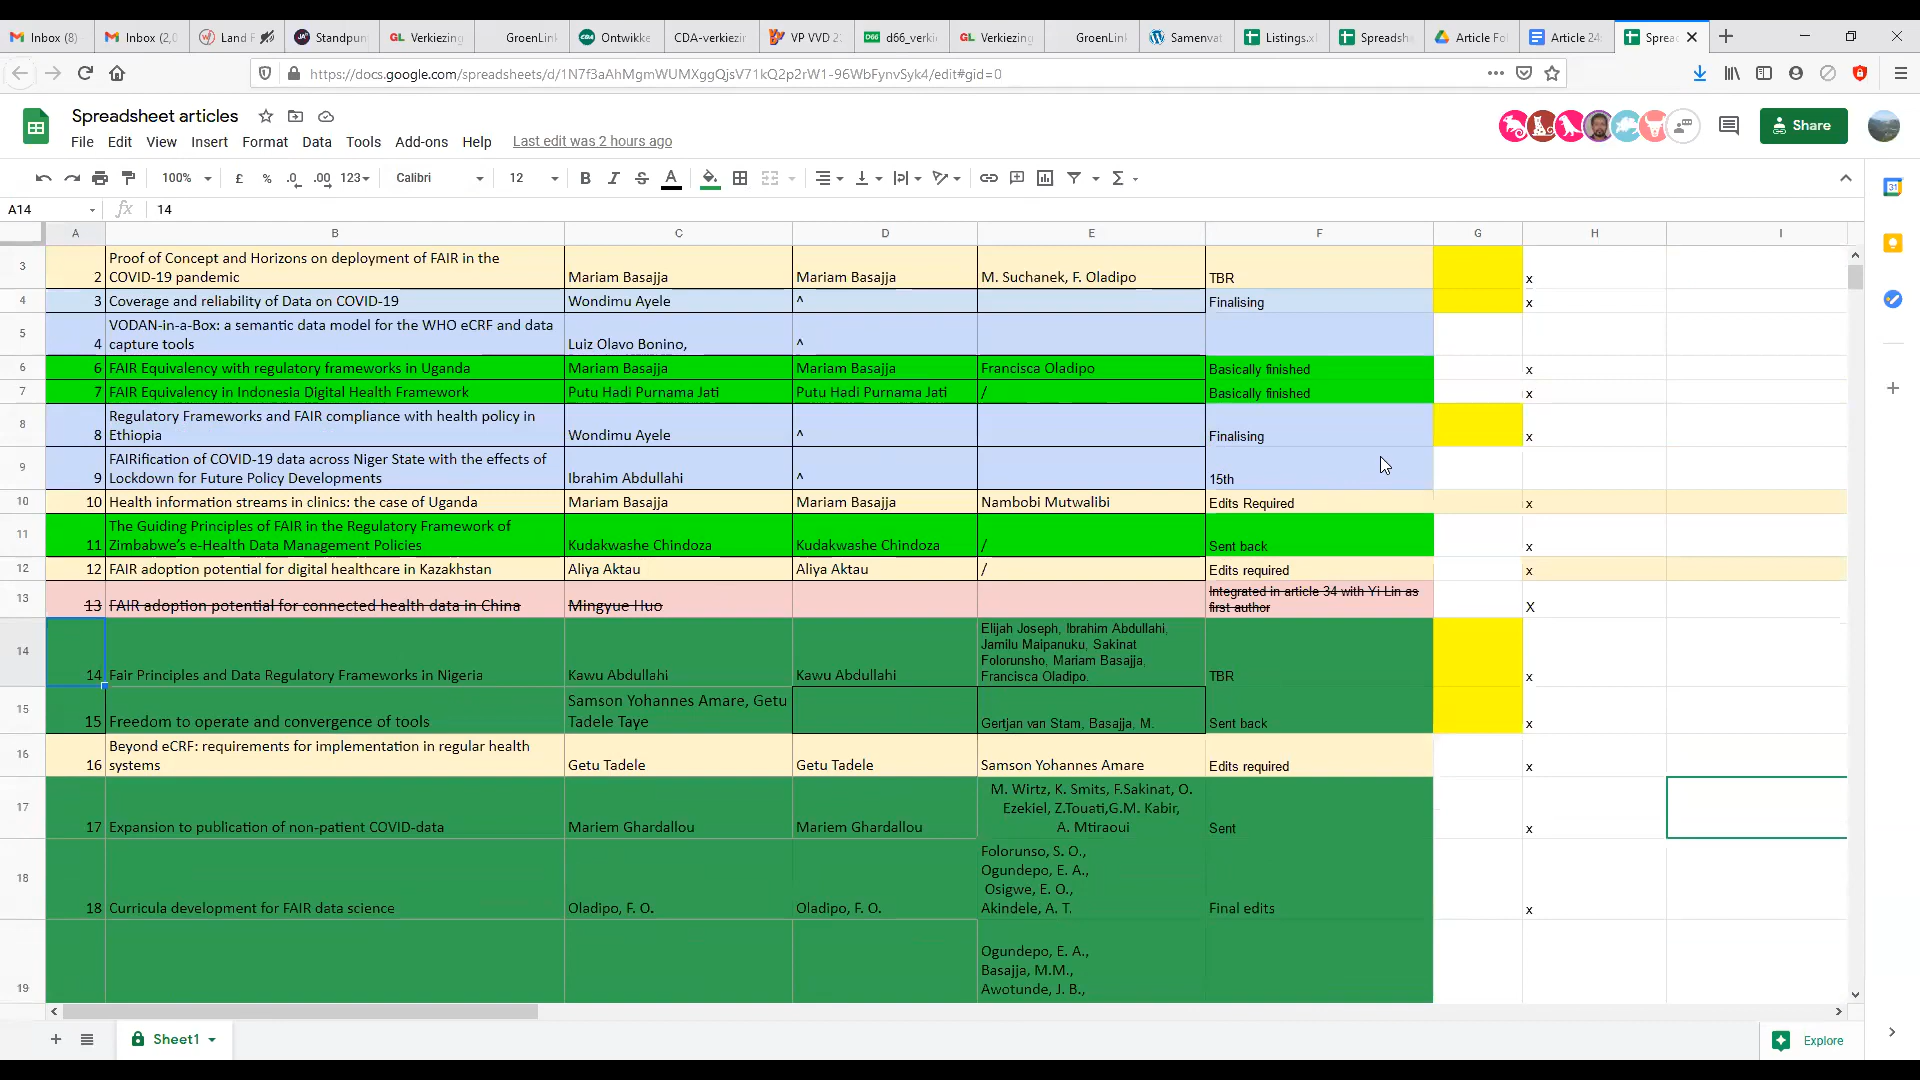 Inbox (8)
Inbox (2,0
Land F
Standpun
Verkiezing
GroenLink
Ontwikke
CDA-verkiezin
VP VVD 2
d66_verki
Verkiezing
GroenLink
Samenvat
Listings.xl
Spreadsh
Article Fol
Article 24
Sprea
https://docs.google.com/spreadsheets/d/1N7f3aAhMgmWUMXggQjsV71kQ2p2rW1-96WbFynvSyk4/edit#gid=0
Spreadsheet articles
Share
File Edit View Insert Format Data Tools Add-ons Help Last edit was 2 hours ago
100% £ % .0 .00 123 Calibri 12 B I S A Σ
A14 fx 14
A B C D E F G H I
3 2 Proof of Concept and Horizons on deployment of FAIR in the
COVID-19 pandemic Mariam Basajja Mariam Basajja M. Suchanek, F. Oladipo TBR x
4 3 Coverage and reliability of Data on COVID-19 Wondimu Ayele ^ Finalising x
5 4 VODAN-in-a-Box: a semantic data model for the WHO eCRF and data
capture tools Luiz Olavo Bonino, ^
6 6 FAIR Equivalency with regulatory frameworks in Uganda Mariam Basajja Mariam Basajja Francisca Oladipo Basically finished x
7 7 FAIR Equivalency in Indonesia Digital Health Framework Putu Hadi Purnama Jati Putu Hadi Purnama Jati / Basically finished x
8 8 Regulatory Frameworks and FAIR compliance with health policy in
Ethiopia Wondimu Ayele ^ Finalising x
9 9 FAIRification of COVID-19 data across Niger State with the effects of
Lockdown for Future Policy Developments Ibrahim Abdullahi ^ 15th
10 10 Health information streams in clinics: the case of Uganda Mariam Basajja Mariam Basajja Nambobi Mutwalibi Edits Required x
11 11 The Guiding Principles of FAIR in the Regulatory Framework of
Zimbabwe's e-Health Data Management Policies Kudakwashe Chindoza Kudakwashe Chindoza / Sent back x
12 12 FAIR adoption potential for digital healthcare in Kazakhstan Aliya Aktau Aliya Aktau / Edits required x
13 13 FAIR adoption potential for connected health data in China Mingyue Huo Integrated in article 34 with Yi Lin as
first author X
14 14 Fair Principles and Data Regulatory Frameworks in Nigeria Kawu Abdullahi Kawu Abdullahi Elijah Joseph, Ibrahim Abdullahi,
Jamilu Maipanuku, Sakinat
Folorunsho, Mariam Basajja,
Francisca Oladipo. TBR x
15 15 Freedom to operate and convergence of tools Samson Yohannes Amare, Getu
Tadele Taye Gertjan van Stam, Basajja, M. Sent back x
16 16 Beyond eCRF: requirements for implementation in regular health
systems Getu Tadele Getu Tadele Samson Yohannes Amare Edits required x
17 17 Expansion to publication of non-patient COVID-data Mariem Ghardallou Mariem Ghardallou M. Wirtz, K. Smits, F.Sakinat, O.
Ezekiel, Z.Touati,G.M. Kabir,
A. Mtiraoui Sent x
18 18 Curricula development for FAIR data science Oladipo, F. O. Oladipo, F. O. Folorunso, S. O.,
Ogundepo, E. A.,
Osigwe, E. O.,
Akindele, A. T. Final edits x
19 Ogundepo, E. A.,
Basajja, M.M.,
Awotunde, J. B.,
Sheet1
Explore